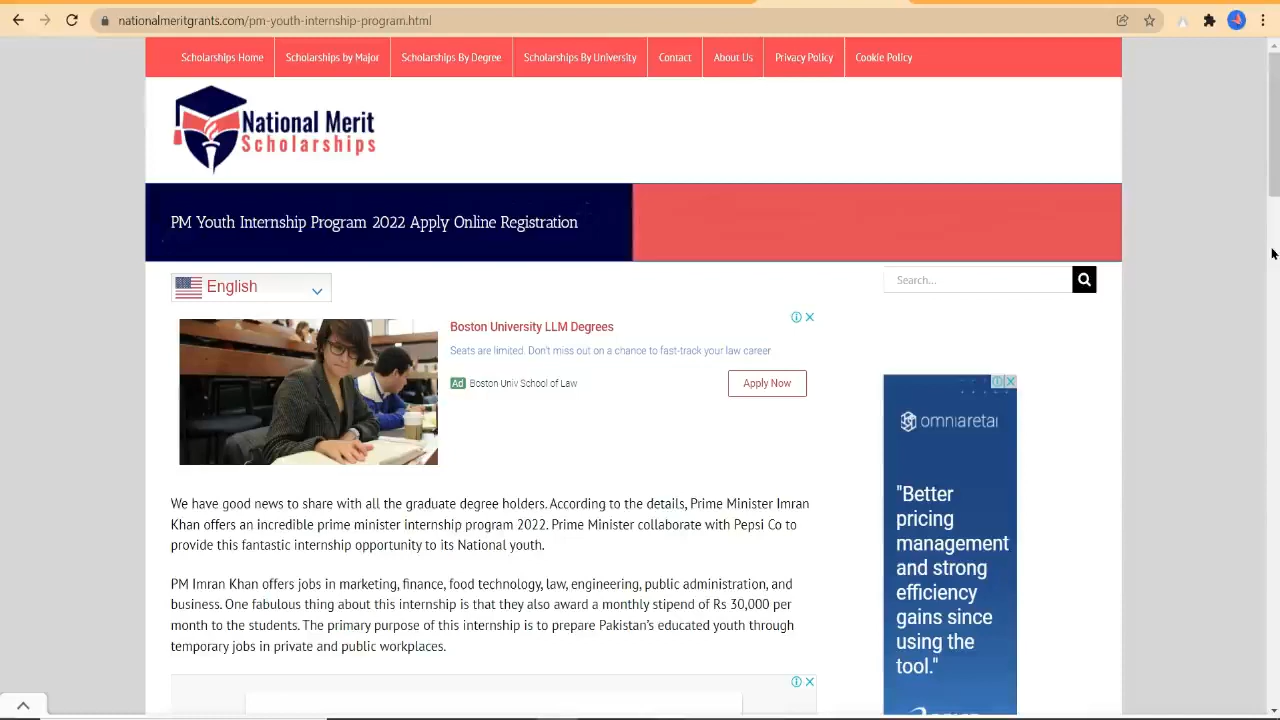 nationalmeritgov.com/pm-youth-internship-program.html
Scholarships Home
Scholarships by Major
Scholarships By Degree
Scholarships By University
Contact
About Us
Privacy Policy
Cookie Policy
National Merit
Scholarships
PM Youth Internship Program 2022 Apply Online Registration
English
Search...
Boston University LLM Degrees
Seats are limited. Don't miss out on a chance to fast-track your law career
Ad Boston Univ School of Law
Apply Now
omniaretai
"Better
pricing
management
and strong
efficiency
gains since
using the
tool."
We have good news to share with all the graduate degree holders. According to the details, Prime Minister Imran
Khan offers an incredible prime minister internship program 2022. Prime Minister collaborate with Pepsi Co to
provide this fantastic internship opportunity to its National youth.
PM Imran Khan offers jobs in marketing, finance, food technology, law, engineering, public administration, and
business. One fabulous thing about this internship is that they also award a monthly stipend of Rs 30,000 per
month to the stunts. The primary purpose of this internship is to prepare Pakistan's educated youth through
temporary jobs in private and public workplaces.